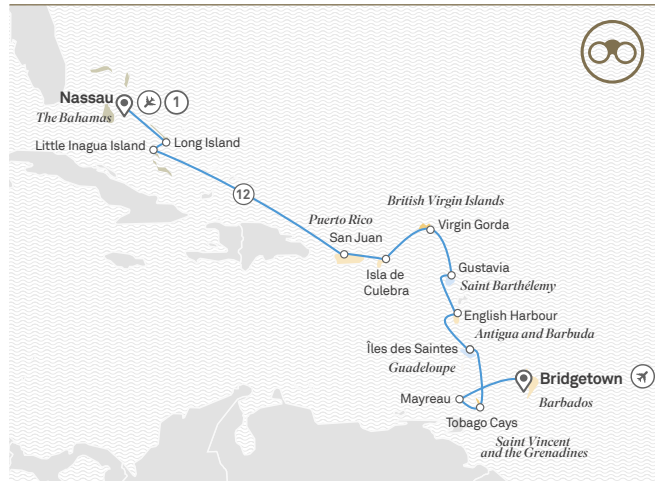 Nassau
1
The Bahamas
Long Island
Little Inagua Island
12
British Virgin Islands
Puerto Rico
Virgin Gorda
San Juan
Isla de
Culebra
Gustavia
Saint Barthélemy
English Harbour
Antigua and Barbuda
Îles des Saintes
Guadeloupe
Bridgetown
Mayreau
Barbados
Tobago Cays
Saint Vincent
and the Grenadines